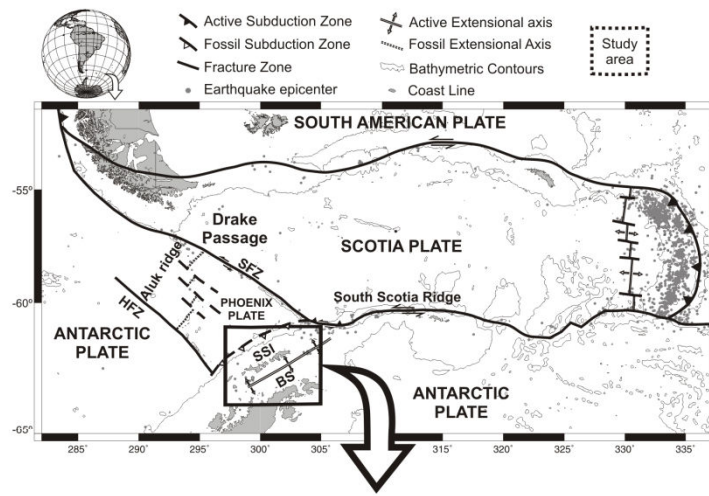 Active Subduction Zone
Fossil Subduction Zone
Fracture Zone
Earthquake epicenter
Active Extensional axis
Fossil Extensional Axis
Bathymetric Contours
Coast Line
Study
area
SOUTH AMERICAN PLATE
-55°
Drake
Passage
SCOTIA PLATE
Aluk ridge
SFZ
-60°
HFZ
PHOENIX
PLATE
South Scotia Ridge
ANTARCTIC
PLATE
SSI
BS
ANTARCTIC
PLATE
-65°
285° 290° 295° 300° 305° 310° 315° 320° 325° 330° 335°